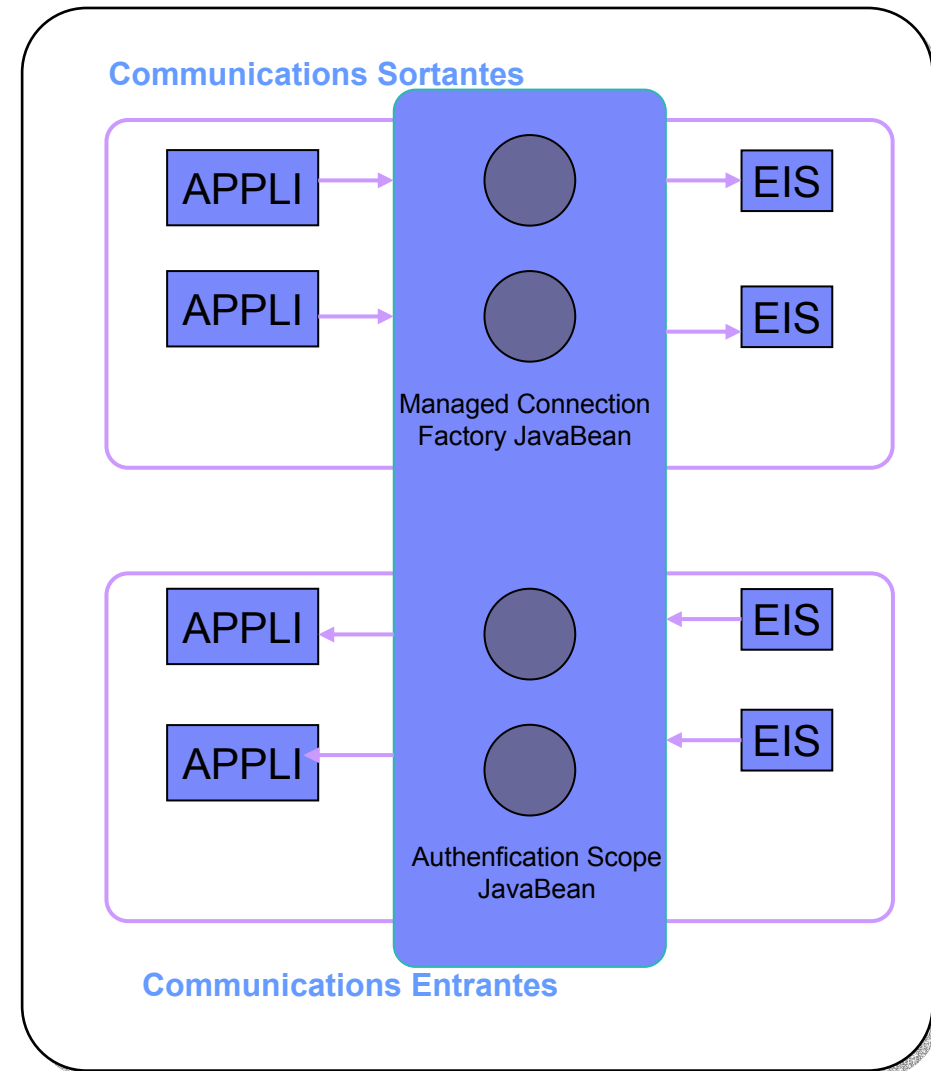 Communications Sortantes
APPLI
EIS
APPLI
EIS
Managed Connection
Factory JavaBean
APPLI
EIS
APPLI
EIS
Authenfication Scope
JavaBean
Communications Entrantes